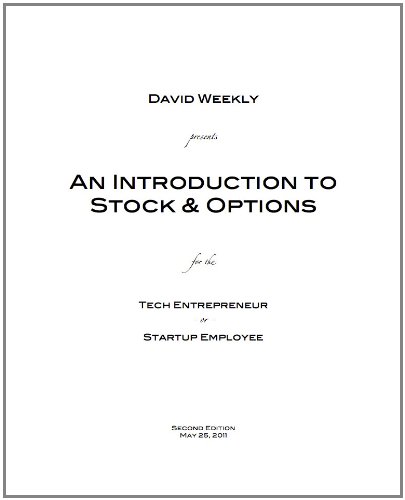 DAVID WEEKLY
presents
AN INTRODUCTION TO
STOCK & OPTIONS
for the
TECH ENTREPRENEUR
or
STARTUP EMPLOYEE
SECOND EDITION
MAY 25, 2011